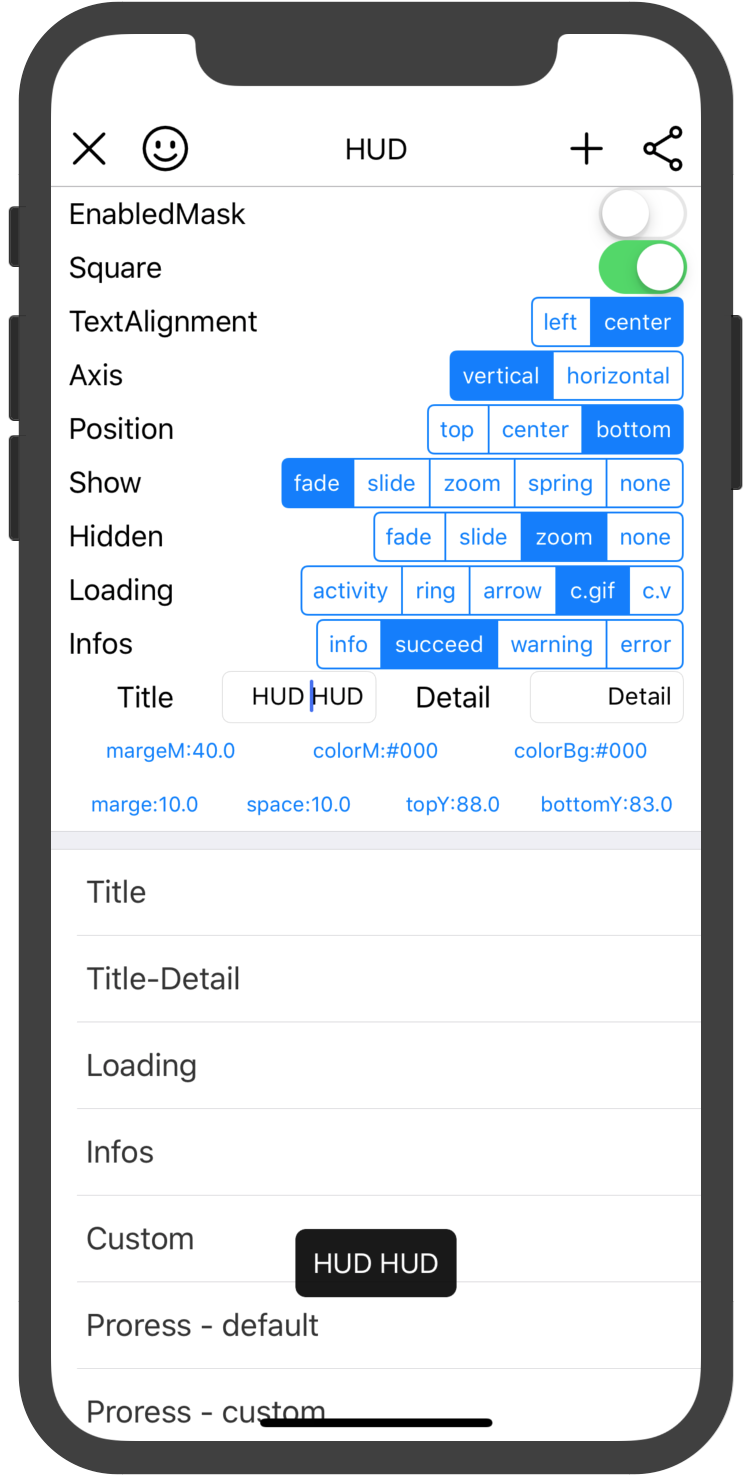 HUD
EnabledMask
Square
TextAlignment left center
Axis vertical horizontal
Position top center bottom
Show fade slide zoom spring none
Hidden fade slide zoom none
Loading activity ring arrow c.gif c.v
Infos info succeed warning error
Title HUD HUD Detail Detail
margeM:40.0 colorM:#000 colorBg:#000
marge:10.0 space:10.0 topY:88.0 bottomY:83.0
Title
Title-Detail
Loading
Infos
Custom
HUD HUD
Proress - default
Proress - custom